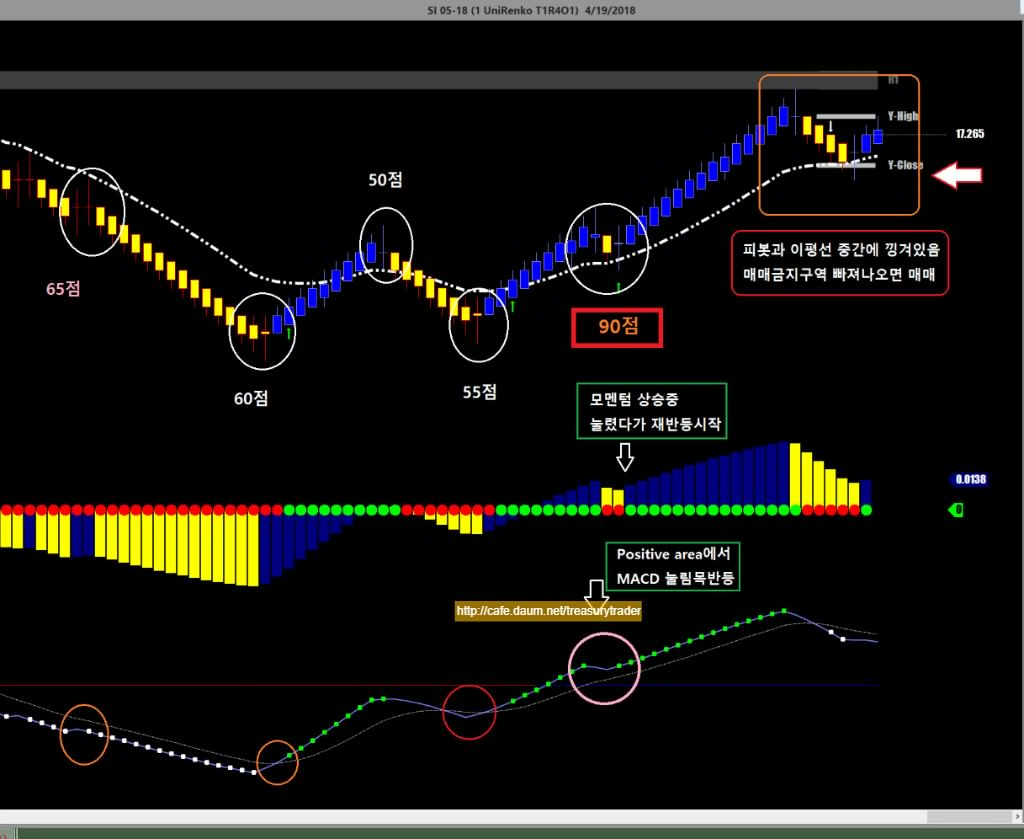 SI 05-18 (1 UniRenko T1R4O1)  4/19/2018
R1
Y-High
17.265
Y-Close
50점
65점
피봇과 이평선 중간에 낑겨있음
매매금지구역 빠져나오면 매매
90점
60점
55점
모멘텀 상승중
눌렸다가 재반등시작
0.0138
0
Positive area에서
MACD 눌림목반등
http://cafe.daum.net/treasurytrader